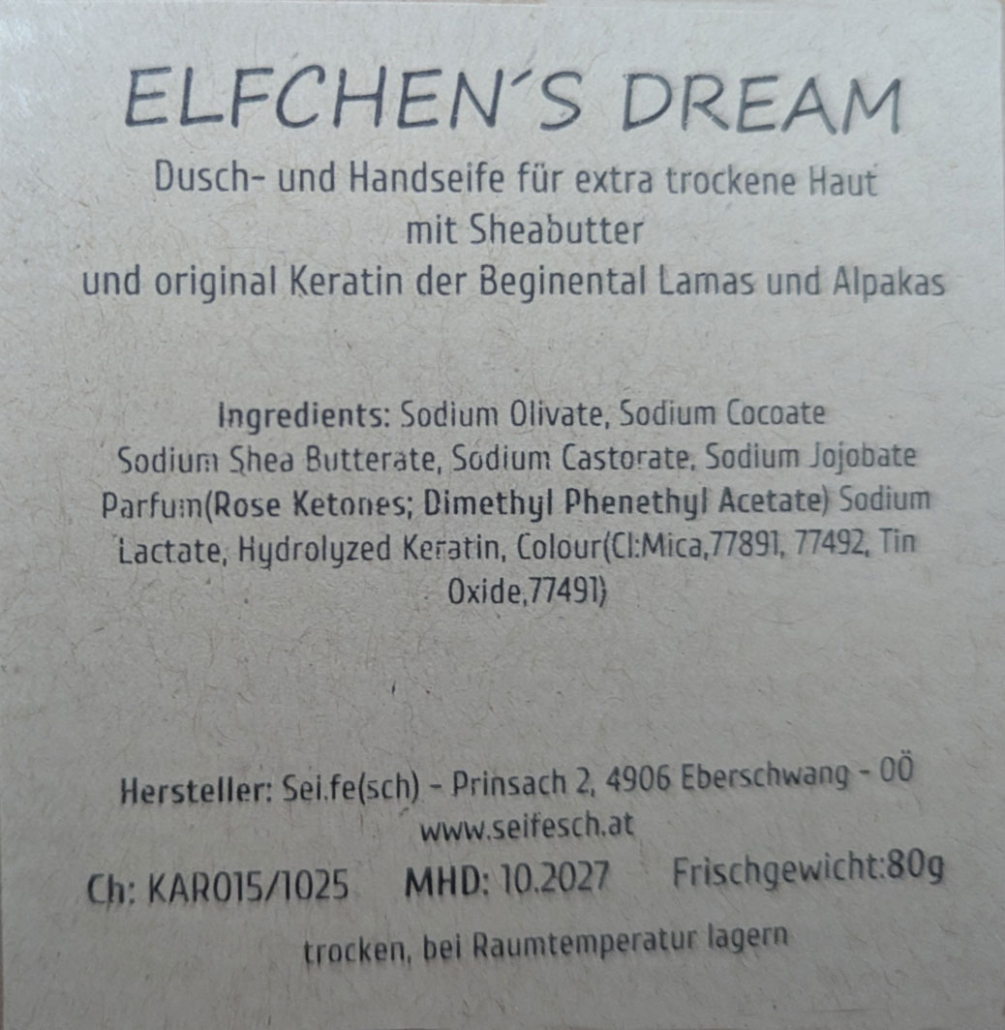 ELFCHEN´S DREAM
Dusch- und Handseife für extra trockene Haut
mit Sheabutter
und original Keratin der Beginental Lamas und Alpakas
Ingredients: Sodium Olivate, Sodium Cocoate
Sodium Shea Butterate, Sodium Castorate, Sodium Jojobate
Parfum(Rose Ketones; Dimethyl Phenethyl Acetate) Sodium
Lactate, Hydrolyzed Keratin, Colour(CI:Mica,77891, 77492, Tin
Oxide,77491)
Hersteller: Sei.fe(sch) - Prinsach 2, 4906 Eberschwang - OÖ
www.seifesch.at
Ch: KARO15/1025 MHD: 10.2027 Frischgewicht:80g
trocken, bei Raumtemperatur lagern